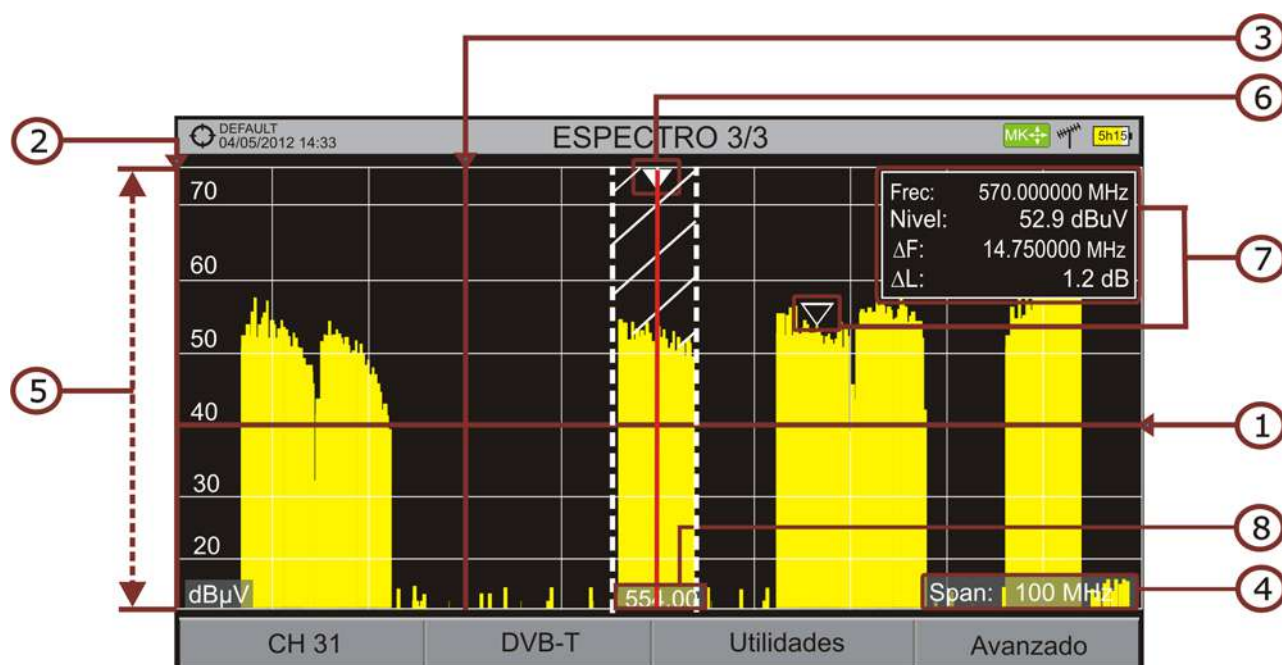 3
6
2
DEFAULT
04/05/2012 14:33
ESPECTRO 3/3
MK
5h15
70
Frec: 570.000000 MHz
Nivel: 52.9 dBuV
ΔF: 14.750000 MHz
ΔL: 1.2 dB
7
60
50
5
40
1
30
8
20
dBµV
554.00
Span: 100 MHz
4
CH 31
DVB-T
Utilidades
Avanzado